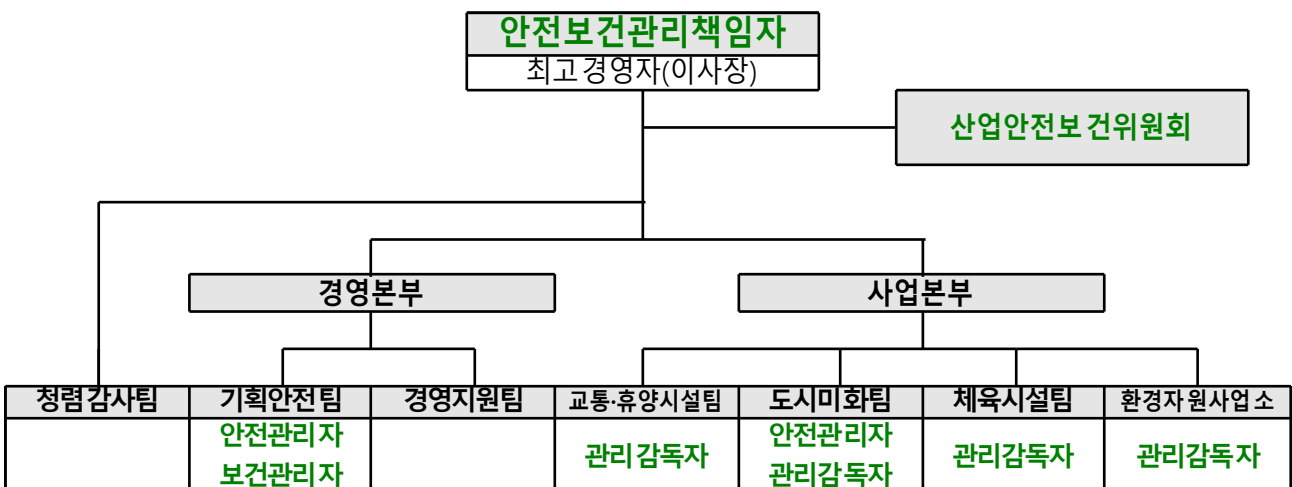 안전보건관리책임자
최고경영자(이사장)
산업안전보건위원회
경영본부
사업본부
청렴감사팀
기획안전팀
경영지원팀
교통·휴양시설팀
도시미화팀
체육시설팀
환경자원사업소
안전관리자
보건관리자
관리감독자
안전관리자
관리감독자
관리감독자
관리감독자